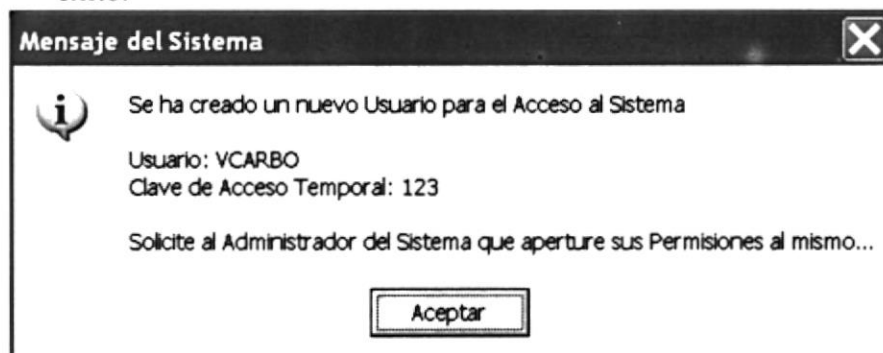 Mensaje del Sistema
Se ha creado un nuevo Usuario para el Acceso al Sistema
Usuario: VCARBO
Clave de Acceso Temporal: 123
Solicite al Administrador del Sistema que aperture sus Permisiones al mismo...
Aceptar